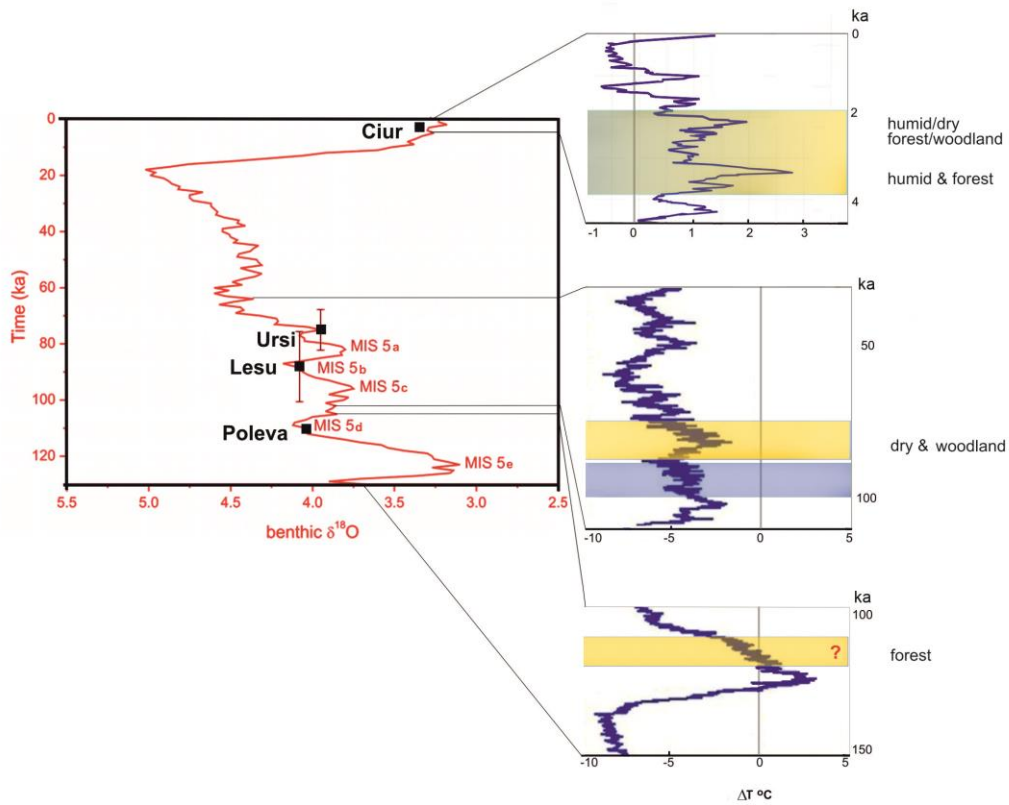 Time (ka)
0
20
40
60
80
100
120
5.5
5.0
4.5
4.0
3.5
3.0
2.5
benthic δ¹⁸O
Ciur
Ursi
Lesu
Poleva
MIS 5a
MIS 5b
MIS 5c
MIS 5d
MIS 5e
ka
0
2
4
-1
0
1
2
3
humid/dry
forest/woodland
humid & forest
ka
50
100
-10
-5
0
5
dry & woodland
ka
100
150
?
forest
-10
-5
0
5
ΔT ºC